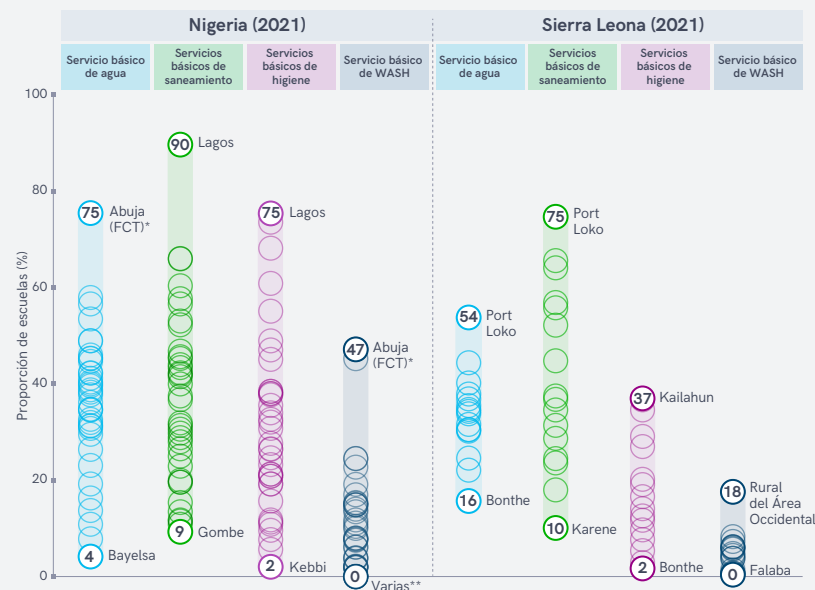 Nigeria (2021)
Sierra Leona (2021)
Servicio básico
de agua
Servicios
básicos de
saneamiento
Servicios
básicos de
higiene
Servicio básico
de WASH
Servicio básico
de agua
Servicios
básicos de
saneamiento
Servicios
básicos de
higiene
Servicio básico
de WASH
Proporción de escuelas (%)
100
80
60
40
20
0
75
Abuja
(FCT)*
4
Bayelsa
90
Lagos
9
Gombe
75
Lagos
2
Kebbi
47
Abuja
(FCT)*
0
Varias**
54
Port
Loko
16
Bonthe
75
Port
Loko
10
Karene
37
Kailahun
2
Bonthe
18
Rural
del Área
Occidental
0
Falaba